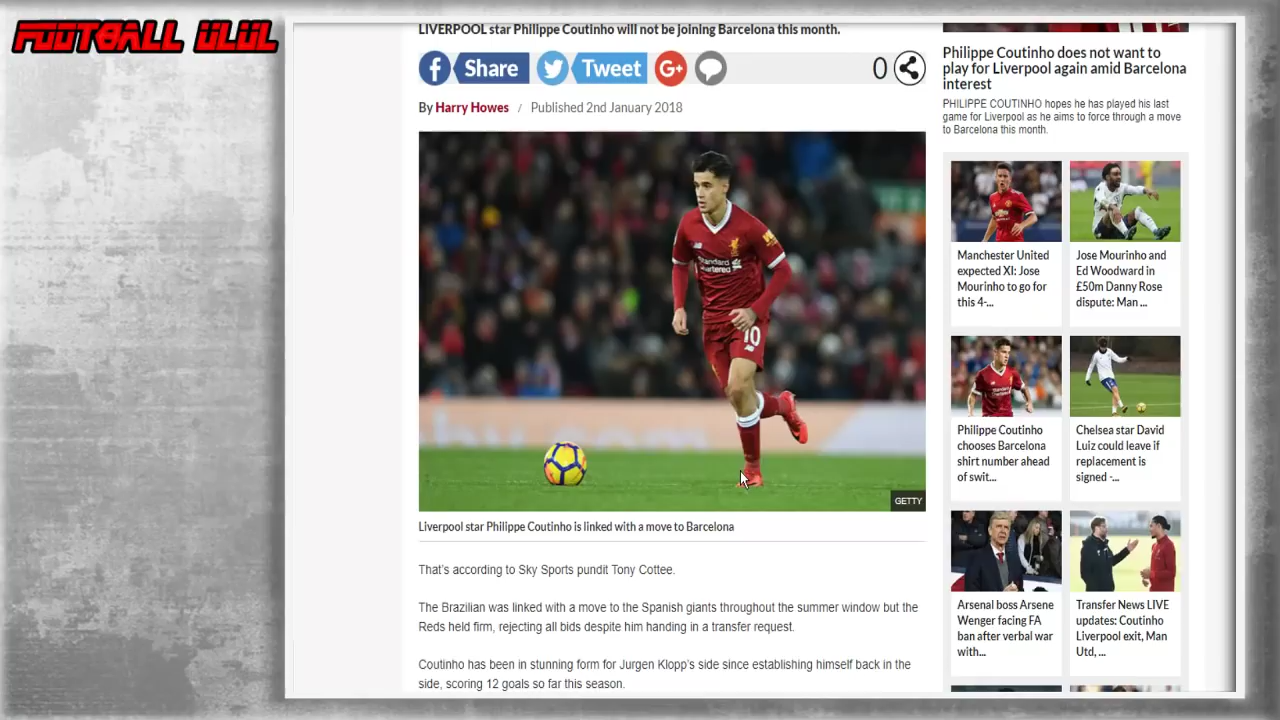 FOOTBALL ÜLÜL
LIVERPOOL star Philippe Coutinho will not be joining Barcelona this month.
Share
Tweet
G+
0
By Harry Howes / Published 2nd January 2018
Standard
Chartered
10
GETTY
Liverpool star Philippe Coutinho is linked with a move to Barcelona
That's according to Sky Sports pundit Tony Cottee.
The Brazilian was linked with a move to the Spanish giants throughout the summer window but the
Reds held firm, rejecting all bids despite him handing in a transfer request.
Coutinho has been in stunning form for Jurgen Klopp's side since establishing himself back in the
side, scoring 12 goals so far this season.
Philippe Coutinho does not want to
play for Liverpool again amid Barcelona
interest
PHILIPPE COUTINHO hopes he has played his last
game for Liverpool as he aims to force through a move
to Barcelona this month.
Manchester United
expected XI: Jose
Mourinho to go for
this 4-...
Jose Mourinho and
Ed Woodward in
£50m Danny Rose
dispute: Man ...
Philippe Coutinho
chooses Barcelona
shirt number ahead
of swit...
Chelsea star David
Luiz could leave if
replacement is
signed -...
Arsenal boss Arsene
Wenger facing FA
ban after verbal war
with...
Transfer News LIVE
updates: Coutinho
Liverpool exit, Man
Utd, ...